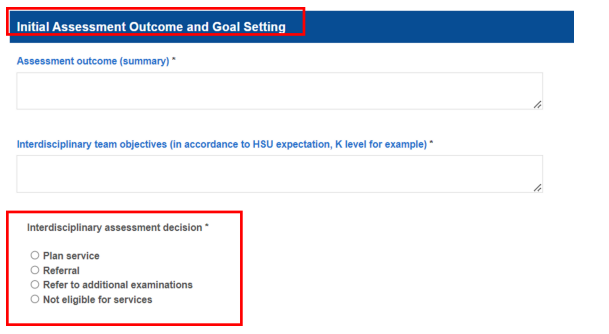 Initial Assessment Outcome and Goal Setting
Assessment outcome (summary) *
Interdisciplinary team objectives (in accordance to HSU expectation, K level for example) *
Interdisciplinary assessment decision *
Plan service
Referral
Refer to additional examinations
Not eligible for services